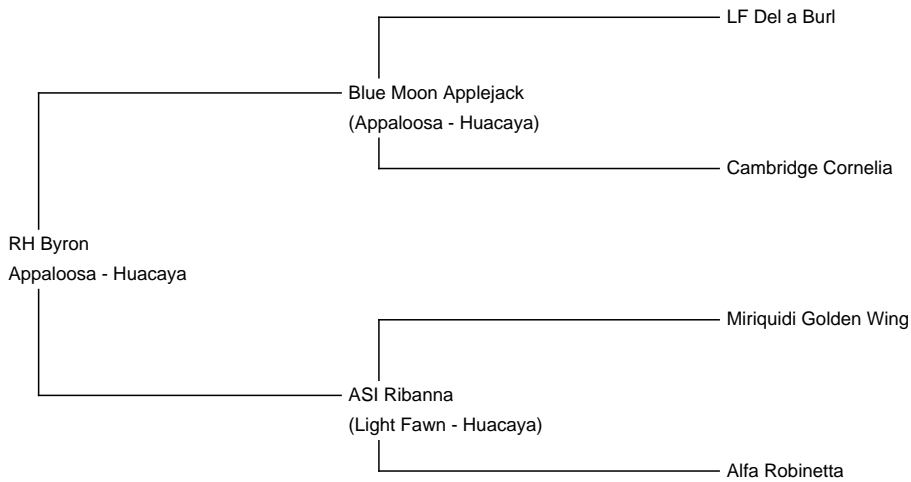 LF Del a Burl
Blue Moon Applejack
(Appaloosa - Huacaya)
Cambridge Cornelia
RH Byron
Appaloosa - Huacaya
Miriquidi Golden Wing
ASI Ribanna
(Light Fawn - Huacaya)
Alfa Robinetta